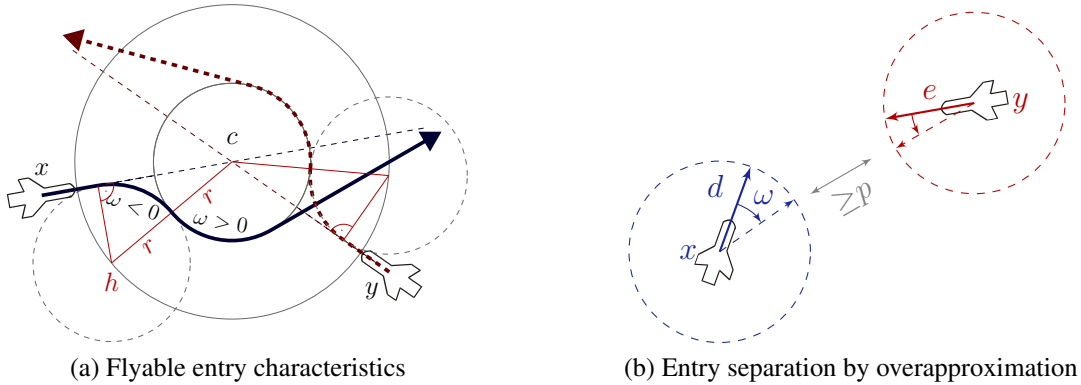 x
c
r
ω < 0
ω > 0
r
h
y
(a) Flyable entry characteristics
e
y
d
ω
≥p
x
(b) Entry separation by overapproximation